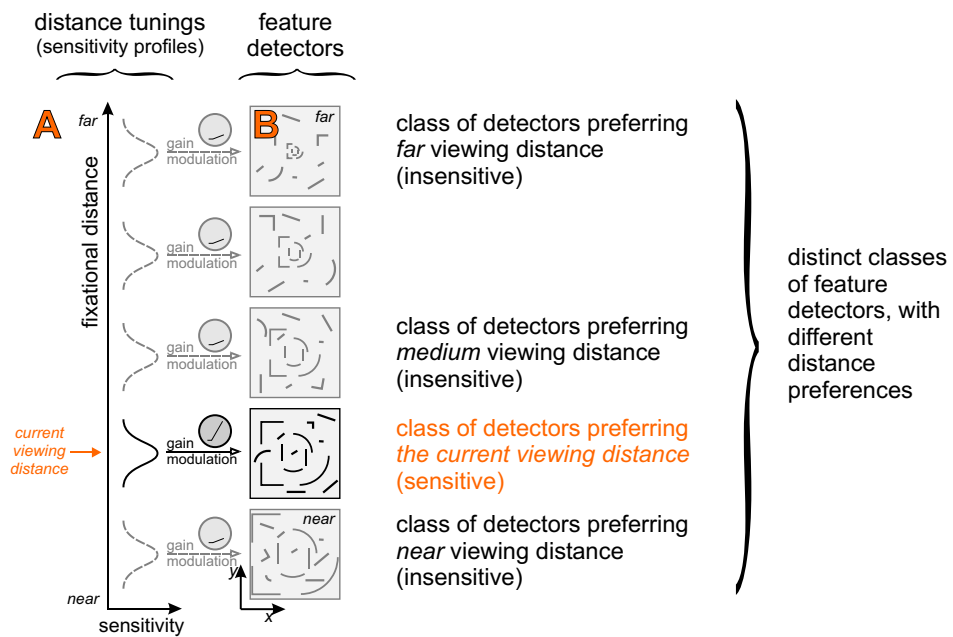 distance tunings
(sensitivity profiles)
feature
detectors
A
far
fixational distance
near
sensitivity
current
viewing
distance
gain
modulation
B
far
class of detectors preferring
far viewing distance
(insensitive)
gain
modulation
gain
modulation
class of detectors preferring
medium viewing distance
(insensitive)
gain
modulation
class of detectors preferring
the current viewing distance
(sensitive)
gain
modulation
near
class of detectors preferring
near viewing distance
(insensitive)
y
x
distinct classes
of feature
detectors, with
different
distance
preferences